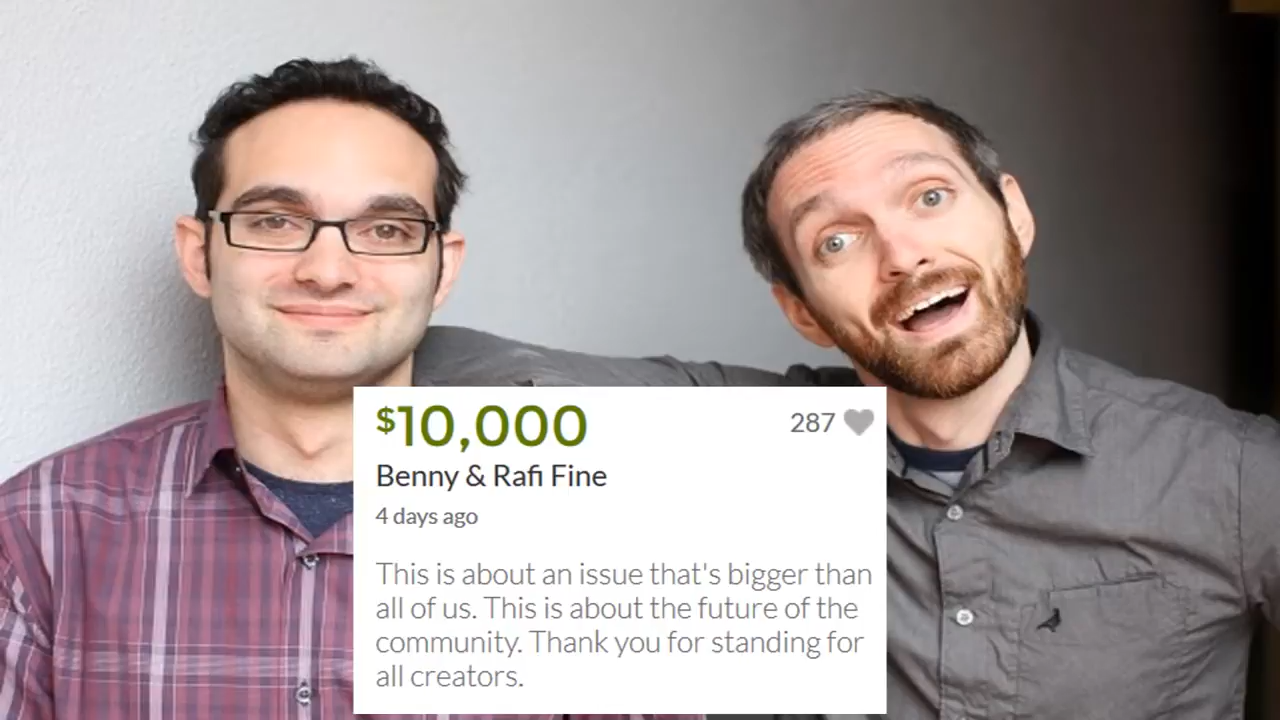 $10,000
287
Benny & Rafi Fine
4 days ago
This is about an issue that's bigger than
all of us. This is about the future of the
community. Thank you for standing for
all creators.